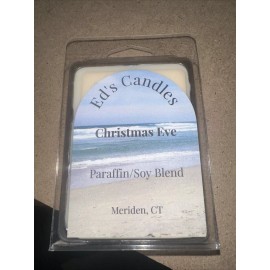 Ed's Candles
Christmas Eve
Paraffin/Soy Blend
Meriden, CT